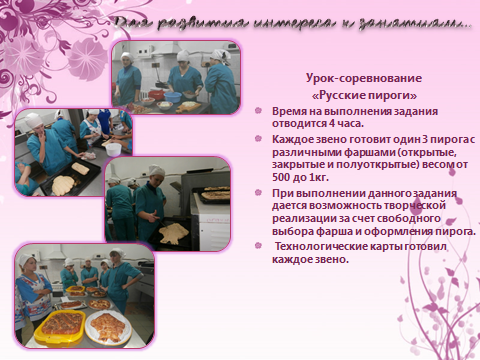 Для развития интереса к занятиям...
Урок-соревнование
«Русские пироги»
Время на выполнения задания
отводится 4 часа.
Каждое звено готовит один 3 пирога с
различными фаршами (открытые,
закрытые и полуоткрытые) весом от
500 до 1кг.
При выполнении данного задания
дается возможность творческой
реализации за счет свободного
выбора фарша и оформления пирога.
Технологические карты готовил
каждое звено.